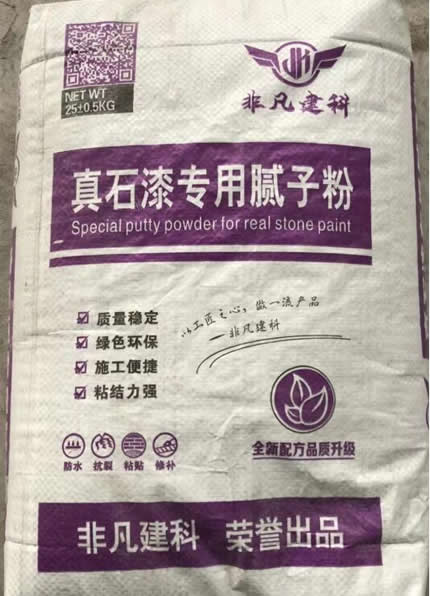 NET WT
25±0.5KG
非凡建科
真石漆专用腻子粉
Special putty powder for real stone paint
质量稳定
绿色环保
施工便捷
粘结力强
以工匠之心，做一流产品
—非凡建科
全新配方品质升级
防水 抗裂 粘贴 修补
非凡建科 荣誉出品